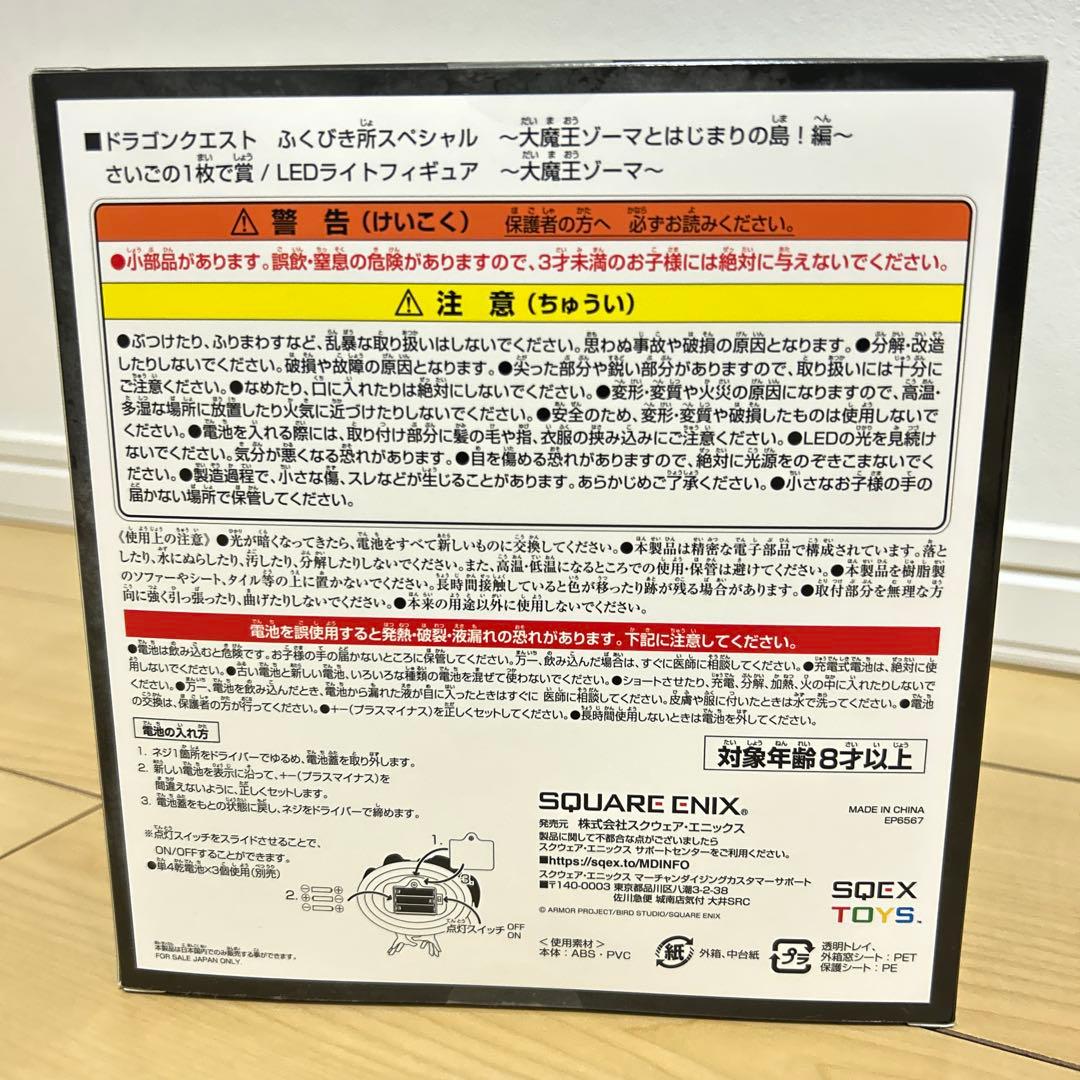 ■ドラゴンクエスト ふくびき所スペシャル ～大魔王ゾーマとはじまりの島！編～
さいごの1枚で賞 / LEDライトフィギュア ～大魔王ゾーマ～
⚠ 警 告（けいこく） 保護者の方へ 必ずお読みください。
●小部品があります。誤飲・窒息の危険がありますので、3才未満のお子様には絶対に与えないでください。
⚠ 注 意（ちゅうい）
●ぶつけたり、ふりまわすなど、乱暴な取り扱いはしないでください。思わぬ事故や破損の原因となります。●分解・改造
したりしないでください。破損や故障の原因となります。●尖った部分や鋭い部分がありますので、取り扱いには十分に
ご注意ください。●なめたり、口に入れたりは絶対にしないでください。●変形・変質や火災の原因になりますので、高温・
多湿な場所に放置したり火気に近づけたりしないでください。●安全のため、変形・変質や破損したものは使用しないで
ください。●電池を入れる際には、取り付け部分に髪の毛や指、衣服の挟み込みにご注意ください。●LEDの光を見続け
ないでください。気分が悪くなる恐れがあります。●目を傷める恐れがありますので、絶対に光源をのぞきこまないでくだ
さい。●製造過程で、小さな傷、スレなどが生じることがあります。あらかじめご了承ください。●小さなお子様の手の
届かない場所で保管してください。
《使用上の注意》●光が暗くなってきたら、電池をすべて新しいものに交換してください。●本製品は精密な電子部品で構成されています。落と
したり、水にぬらしたり、汚したり、分解したりしないでください。また、高温・低温になるところでの使用・保管は避けてください。●本製品を樹脂製
のソファーやシート、タイル等の上に置かないでください。長時間接触していると色が移ったり跡が残る場合があります。●取付部分を無理な方
向に強く引っ張ったり、曲げたりしないでください。●本来の用途以外に使用しないでください。
電池を誤使用すると発熱・破裂・液漏れの恐れがあります。下記に注意してください。
●電池は飲み込むと危険です。お子様の手の届かないところに保管してください。万一、飲み込んだ場合は、すぐに医師に相談してください。●充電式電池は、絶対に使
用しないでください。●古い電池と新しい電池、いろいろな種類の電池を混ぜて使わないでください。●ショートさせたり、充電、分解、加熱、火の中に入れたりしないで
ください。●万一、電池を飲み込んだとき、電池から漏れた液が目に入ったときはすぐに 医師に相談してください。皮膚や服に付いたときは水で洗ってください。●電池
の交換は、保護者の方が行ってください。●+－（プラスマイナス）を正しくセットしてください。●長時間使用しないときは電池を外してください。
電池の入れ方
1. ネジ1箇所をドライバーでゆるめ、電池蓋を取り外します。
2. 新しい電池を表示に沿って、+－（プラスマイナス）を
間違えないように、正しくセットします。
3. 電池蓋をもとの状態に戻し、ネジをドライバーで締めます。
※点灯スイッチをスライドさせることで、
ON/OFFすることができます。
●単4乾電池×3個使用（別売）
1.
3.
2.
点灯スイッチ OFF
ON
本製品は日本国内でのみ販売する事ができます。
FOR SALE JAPAN ONLY.
対象年齢8才以上
SQUARE ENIX®
発売元 株式会社スクウェア・エニックス
製品に関して不都合な点がございましたら
スクウェア・エニックス サポートセンターをご利用ください。
■https://sqex.to/MDINFO
スクウェア・エニックス マーチャンダイジングカスタマーサポート
■〒140-0003 東京都品川区八潮3-2-38
佐川急便 城南店気付 大井SRC
© ARMOR PROJECT/BIRD STUDIO/SQUARE ENIX
MADE IN CHINA
EP6567
SQEX
TOYS™
＜使用素材＞
本体：ABS・PVC
紙 外箱、中台紙
プラ
透明トレイ、
外箱窓シート：PET
保護シート：PE